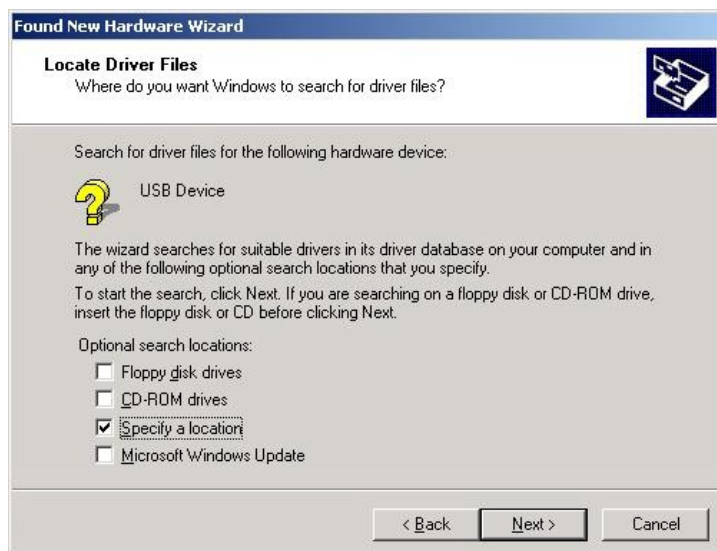 Found New Hardware Wizard
Locate Driver Files
Where do you want Windows to search for driver files?
Search for driver files for the following hardware device:
USB Device
The wizard searches for suitable drivers in its driver database on your computer and in
any of the following optional search locations that you specify.
To start the search, click Next. If you are searching on a floppy disk or CD-ROM drive,
insert the floppy disk or CD before clicking Next.
Optional search locations:
Floppy disk drives
CD-ROM drives
Specify a location
Microsoft Windows Update
< Back Next > Cancel